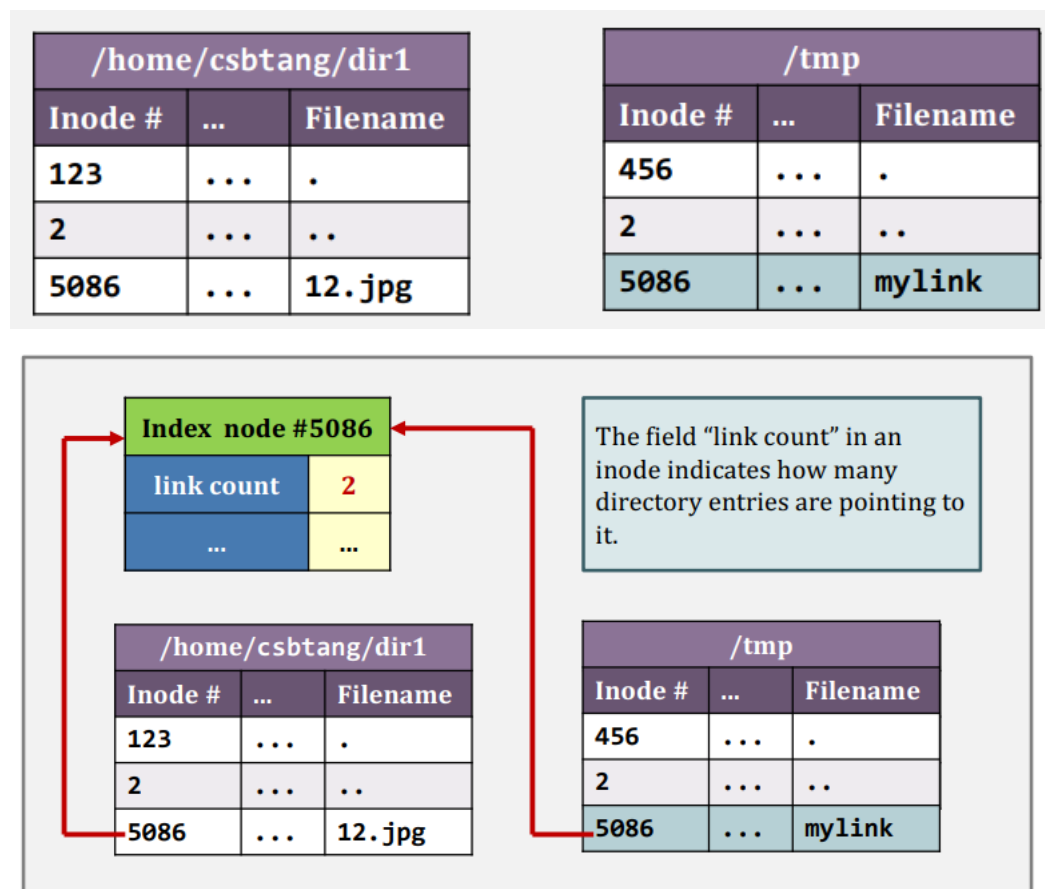 /home/csbtang/dir1
Inode # ... Filename
123 ... .
2 ... ..
5086 ... 12.jpg
/tmp
Inode # ... Filename
456 ... .
2 ... ..
5086 ... mylink
Index node #5086
link count 2
... ...
The field “link count” in an
inode indicates how many
directory entries are pointing to
it.
/home/csbtang/dir1
Inode # ... Filename
123 ... .
2 ... ..
5086 ... 12.jpg
/tmp
Inode # ... Filename
456 ... .
2 ... ..
5086 ... mylink